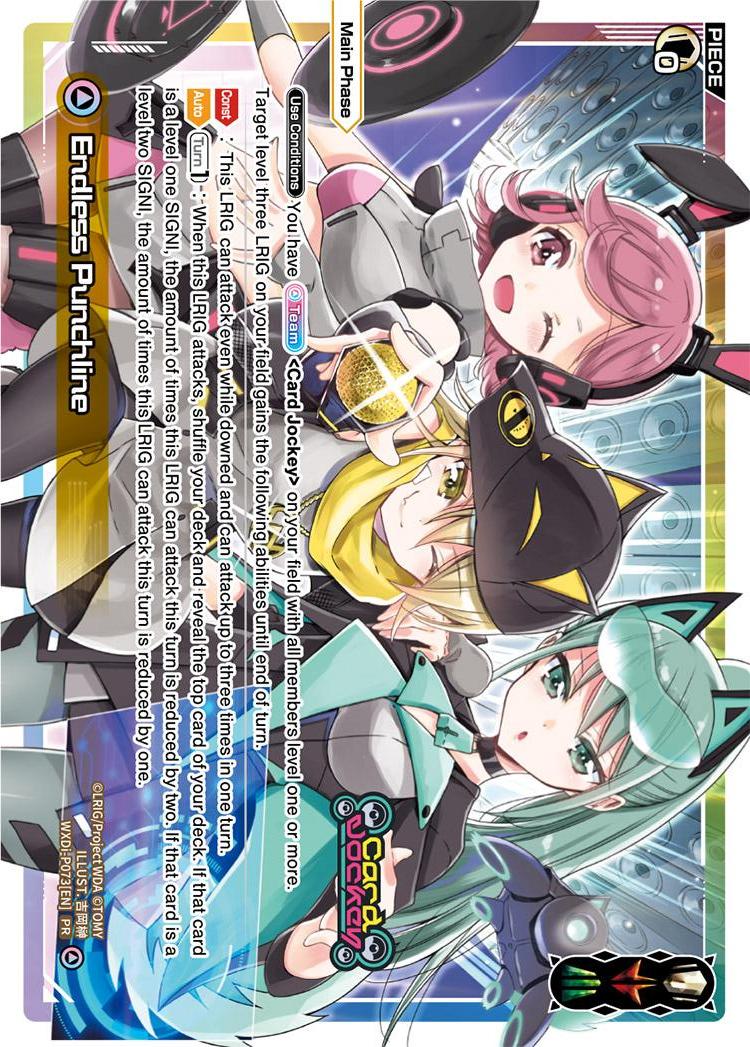 PIECE
0
Main Phase
Use Conditions You have Team <Card Jockey> on your field with all members level one or more.
Target level three LRIG on your field gains the following abilities until end of turn.
Const : This LRIG can attack even while downed and can attack up to three times in one turn.
Auto Turn 1 : When this LRIG attacks, shuffle your deck and reveal the top card of your deck. If that card
is a level one SIGNI, the amount of times this LRIG can attack this turn is reduced by two. If that card is a
level two SIGNI, the amount of times this LRIG can attack this turn is reduced by one.
Card
Jockey
Endless Punchline
©LRIG/Project WDA ©TOMY
ILLUST. 吉岡榊
WXDi-P073[EN] PR